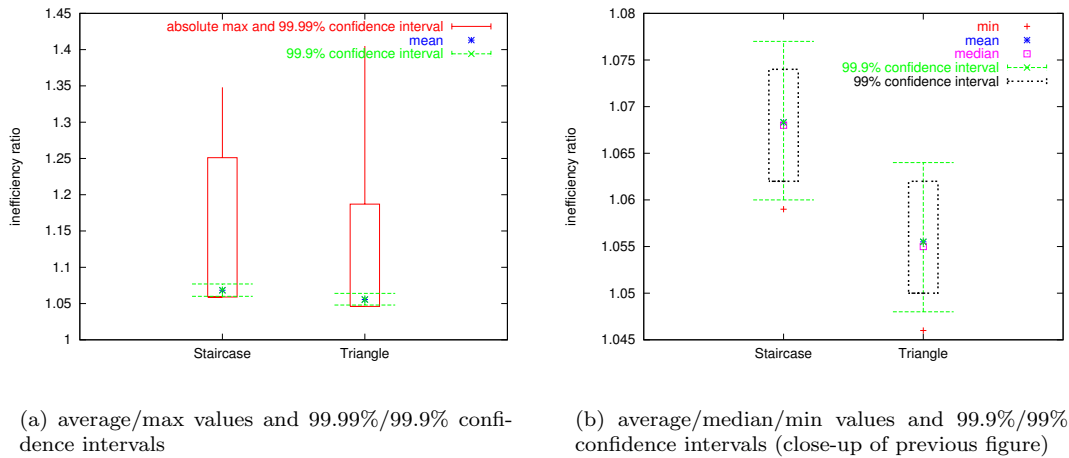 1.45
1.4
1.35
1.3
1.25
1.2
1.15
1.1
1.05
1
inefficiency ratio
absolute max and 99.99% confidence interval
mean
99.9% confidence interval
Staircase
Triangle
1.08
1.075
1.07
1.065
1.06
1.055
1.05
1.045
inefficiency ratio
min
mean
median
99.9% confidence interval
99% confidence interval
Staircase
Triangle
(a) average/max values and 99.99%/99.9% confi-
dence intervals
(b) average/median/min values and 99.9%/99%
confidence intervals (close-up of previous figure)